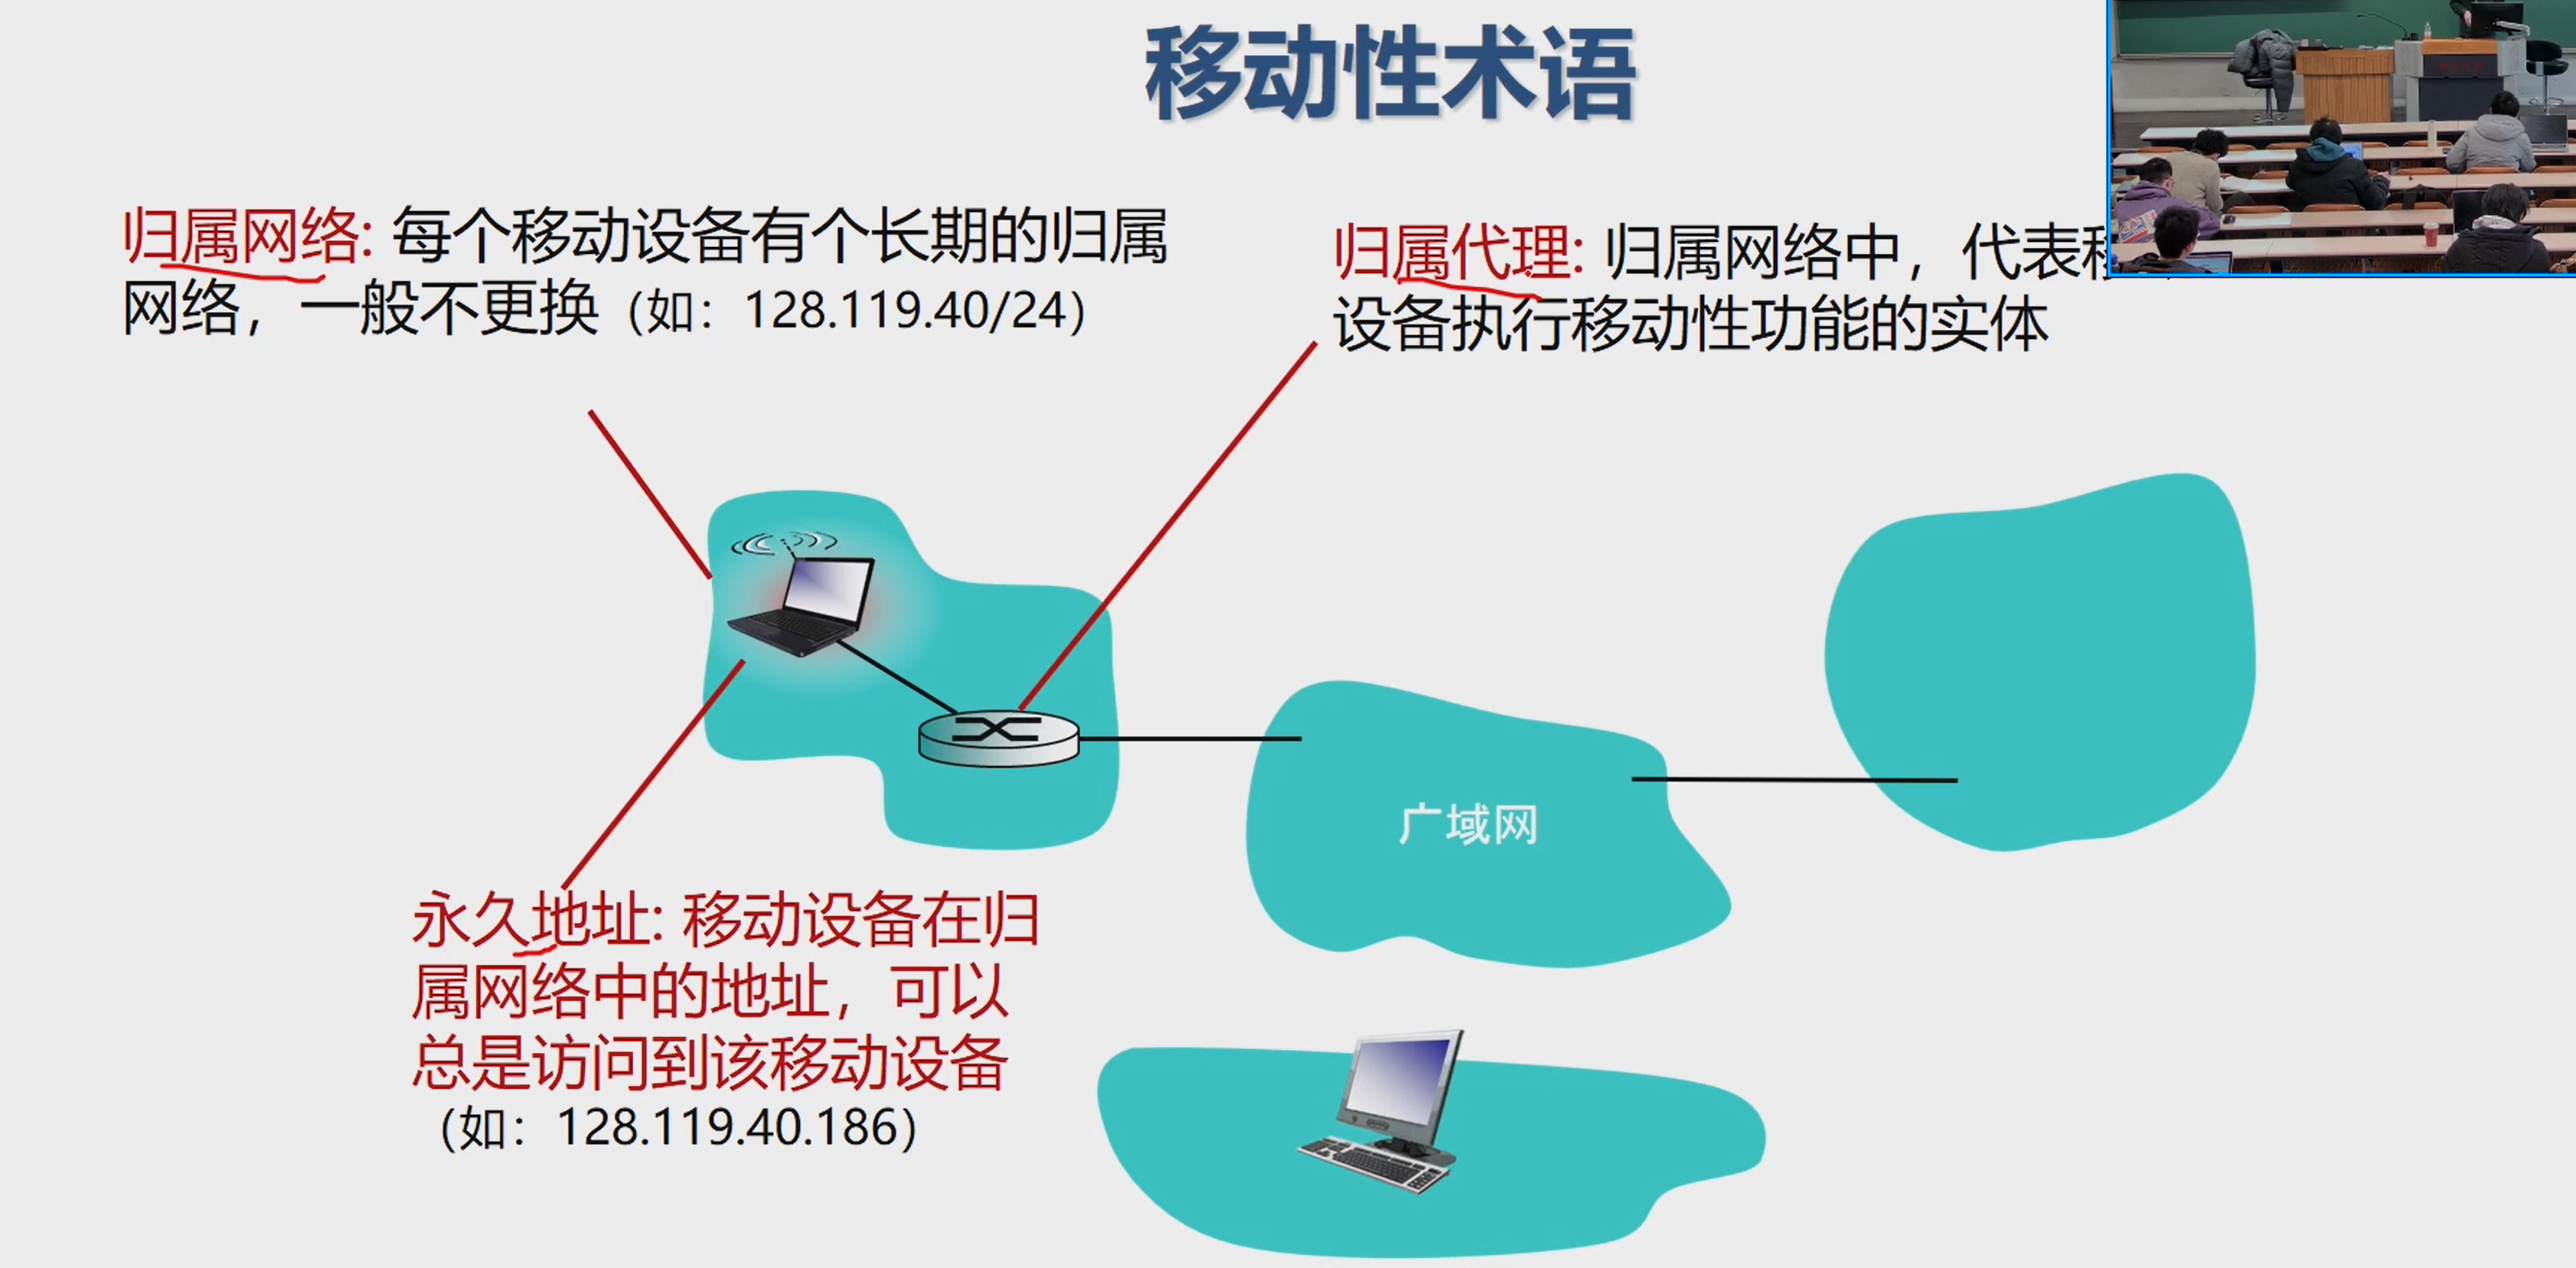 移动性术语
归属网络: 每个移动设备有个长期的归属
网络，一般不更换（如：128.119.40/24）
归属代理: 归属网络中，代表移
设备执行移动性功能的实体
广域网
永久地址: 移动设备在归
属网络中的地址，可以
总是访问到该移动设备
（如：128.119.40.186）